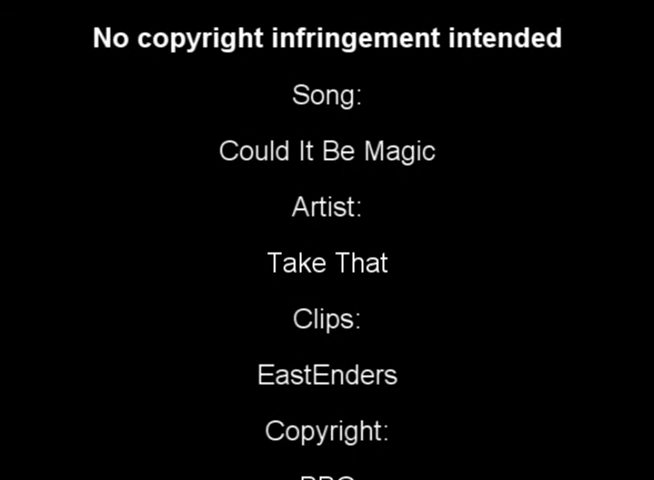 No copyright infringement intended
Song:
Could It Be Magic
Artist:
Take That
Clips:
EastEnders
Copyright: